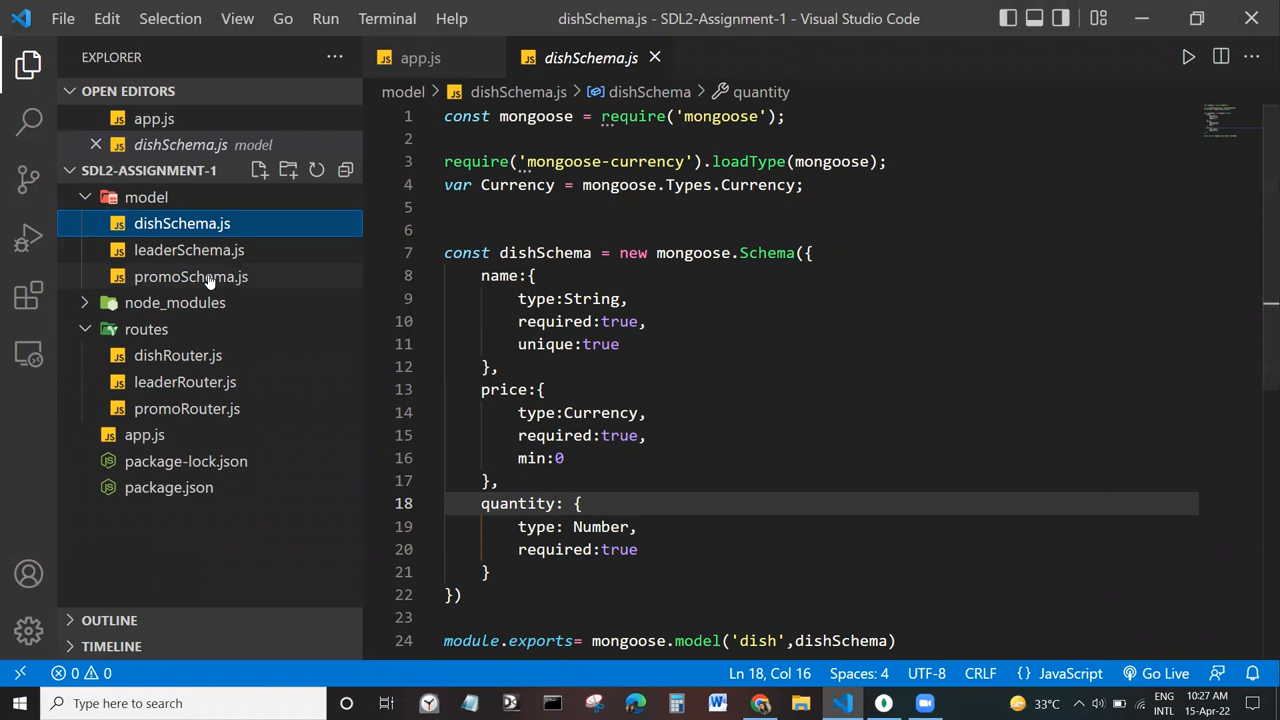 File Edit Selection View Go Run Terminal Help dishSchema.js - SDL2-Assignment-1 - Visual Studio Code
EXPLORER
OPEN EDITORS
app.js
dishSchema.js model
SDL2-ASSIGNMENT-1
model
dishSchema.js
leaderSchema.js
promoSchema.js
node_modules
routes
dishRouter.js
leaderRouter.js
promoRouter.js
app.js
package-lock.json
package.json
OUTLINE
TIMELINE
app.js dishSchema.js
model > dishSchema.js > dishSchema > quantity
1 const mongoose = require('mongoose');
2
3 require('mongoose-currency').loadType(mongoose);
4 var Currency = mongoose.Types.Currency;
5
6
7 const dishSchema = new mongoose.Schema({
8 name:{
9 type:String,
10 required:true,
11 unique:true
12 },
13 price:{
14 type:Currency,
15 required:true,
16 min:0
17 },
18 quantity: {
19 type: Number,
20 required:true
21 }
22 })
23
24 module.exports= mongoose.model('dish',dishSchema)
0 0 Ln 18, Col 16 Spaces: 4 UTF-8 CRLF {} JavaScript Go Live
Type here to search 33°C ENG 10:27 AM
INTL 15-Apr-22